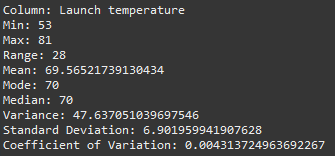 Column: Launch temperature
Min: 53
Max: 81
Range: 28
Mean: 69.56521739130434
Mode: 70
Median: 70
Variance: 47.637051039697546
Standard Deviation: 6.901959941907628
Coefficient of Variation: 0.004313724963692267